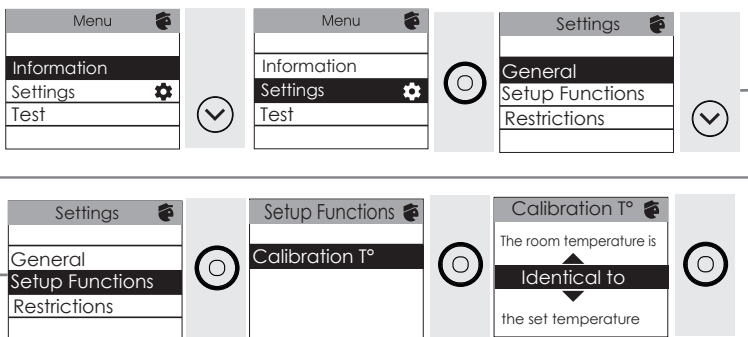 Menu
Information
Settings
Test
Menu
Information
Settings
Test
Settings
General
Setup Functions
Restrictions
Settings
General
Setup Functions
Restrictions
Setup Functions
Calibration T°
Calibration T°
The room temperature is
Identical to
the set temperature